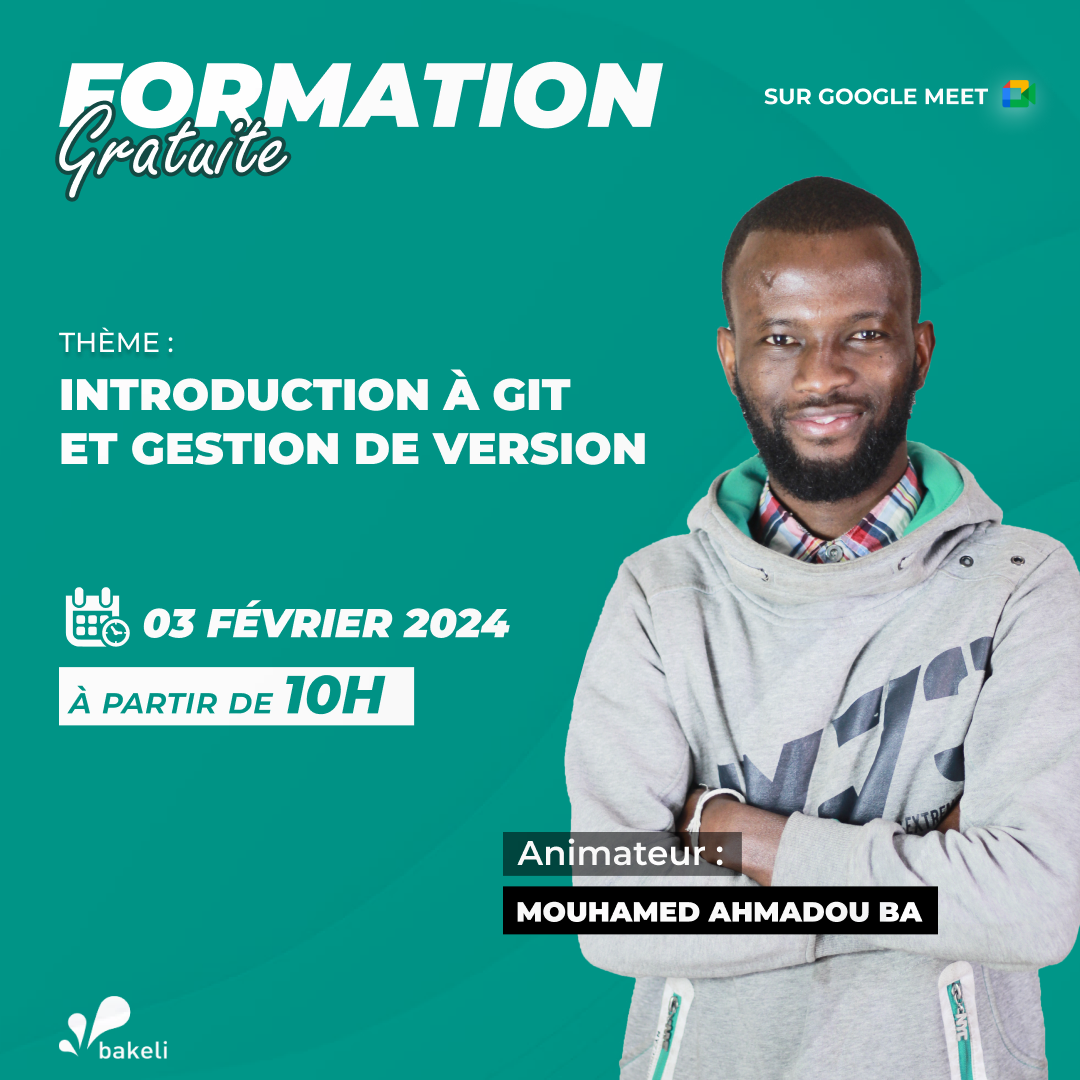 FORMATION
Gratuite
SUR GOOGLE MEET
THÈME :
INTRODUCTION À GIT
ET GESTION DE VERSION
03 FÉVRIER 2024
À PARTIR DE 10H
Animateur :
MOUHAMED AHMADOU BA
bakeli